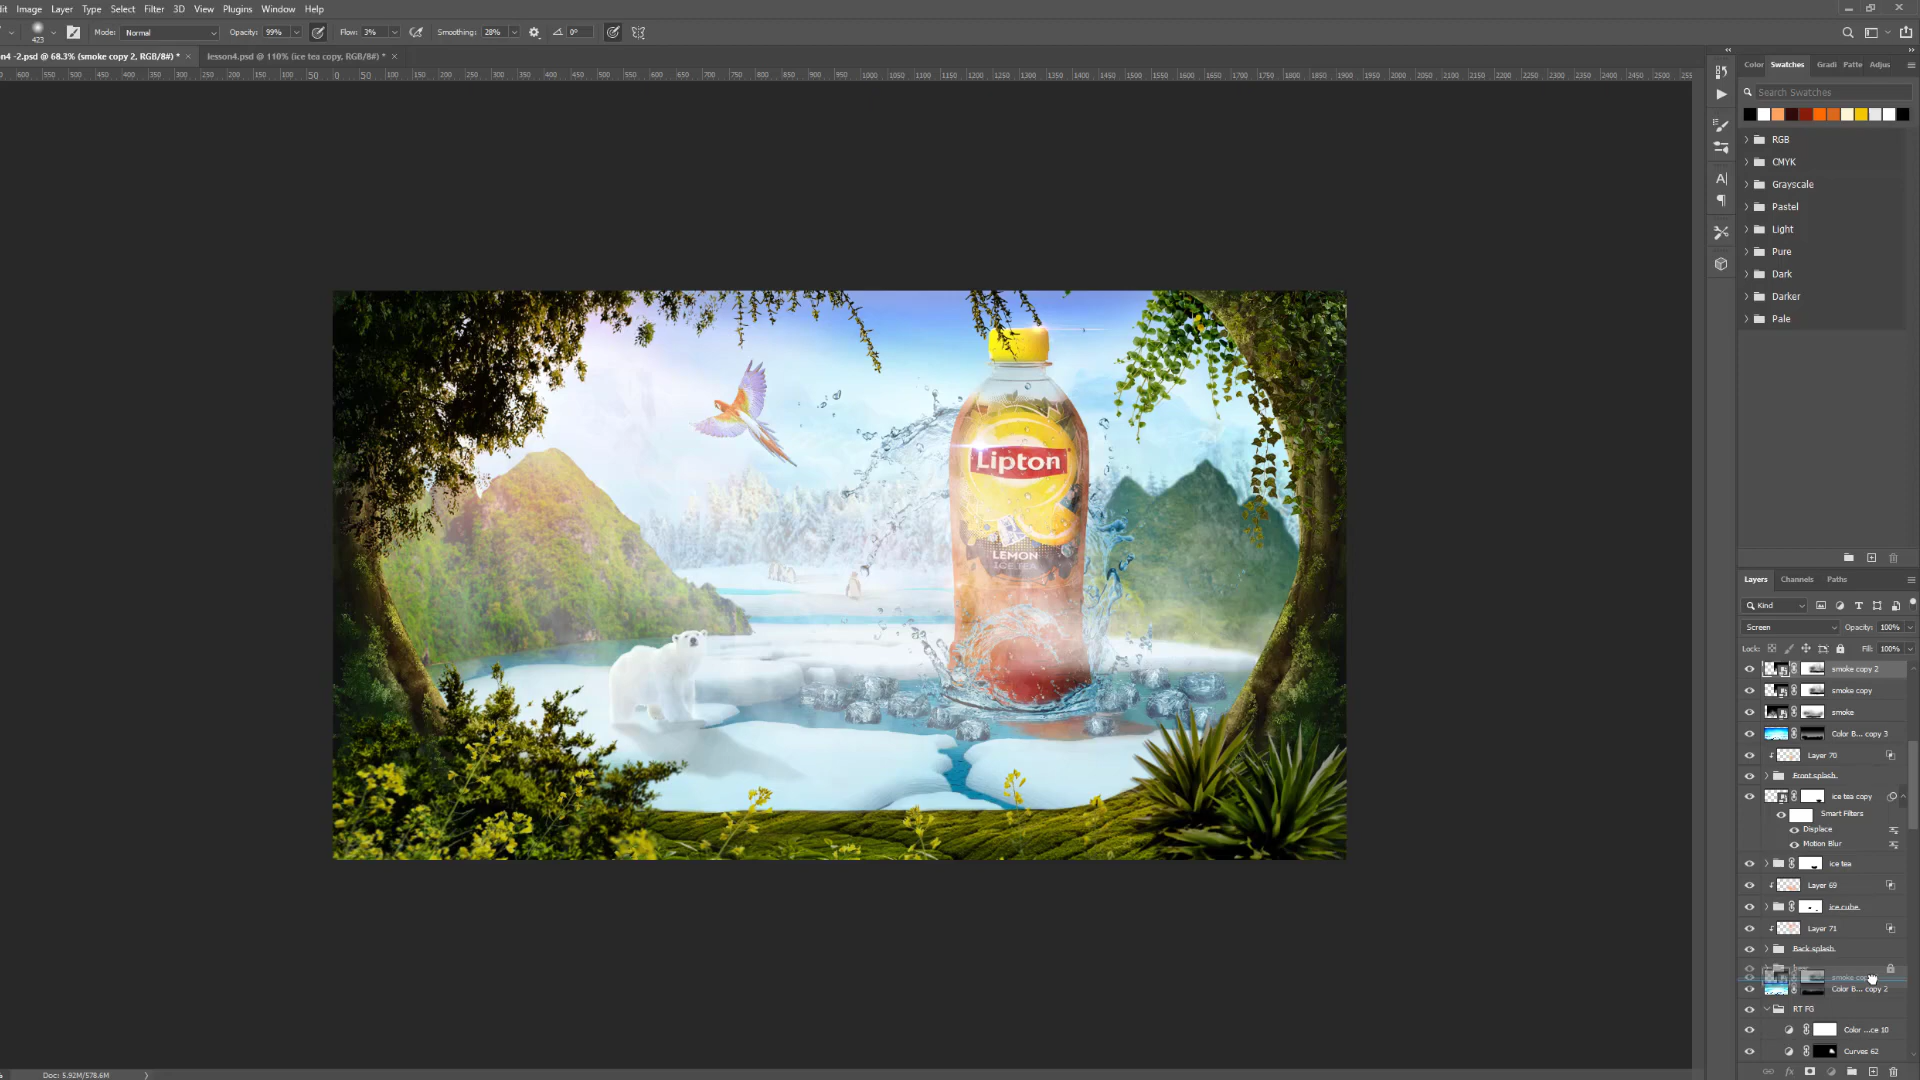 Image Layer Type Select Filter 3D View Plugins Window Help
423 Mode: Normal Opacity: 99% Flow: 3% Smoothing: 28% 0°
n4 -2.psd @ 68.3% (smoke copy 2, RGB/8#) * × lesson4.psd @ 110% (ice tea copy, RGB/8#) * ×
Color Swatches Gradi Patte Adjus
Search Swatches
RGB
CMYK
Grayscale
Pastel
Light
Pure
Dark
Darker
Pale
Lipton
LEMON
ICE TEA
Layers Channels Paths
Kind
Screen Opacity: 100%
Lock: Fill: 100%
smoke copy 2
smoke copy
smoke
Color B... copy 3
Layer 70
Front splash.
ice tea copy
Smart Filters
Displace
Motion Blur
ice tea
Layer 69
ice cube.
Layer 71
Back splash.
Color B... copy 2
RT FG
Color ...ce 10
Curves 62
Doc: 5.92M/578.6M